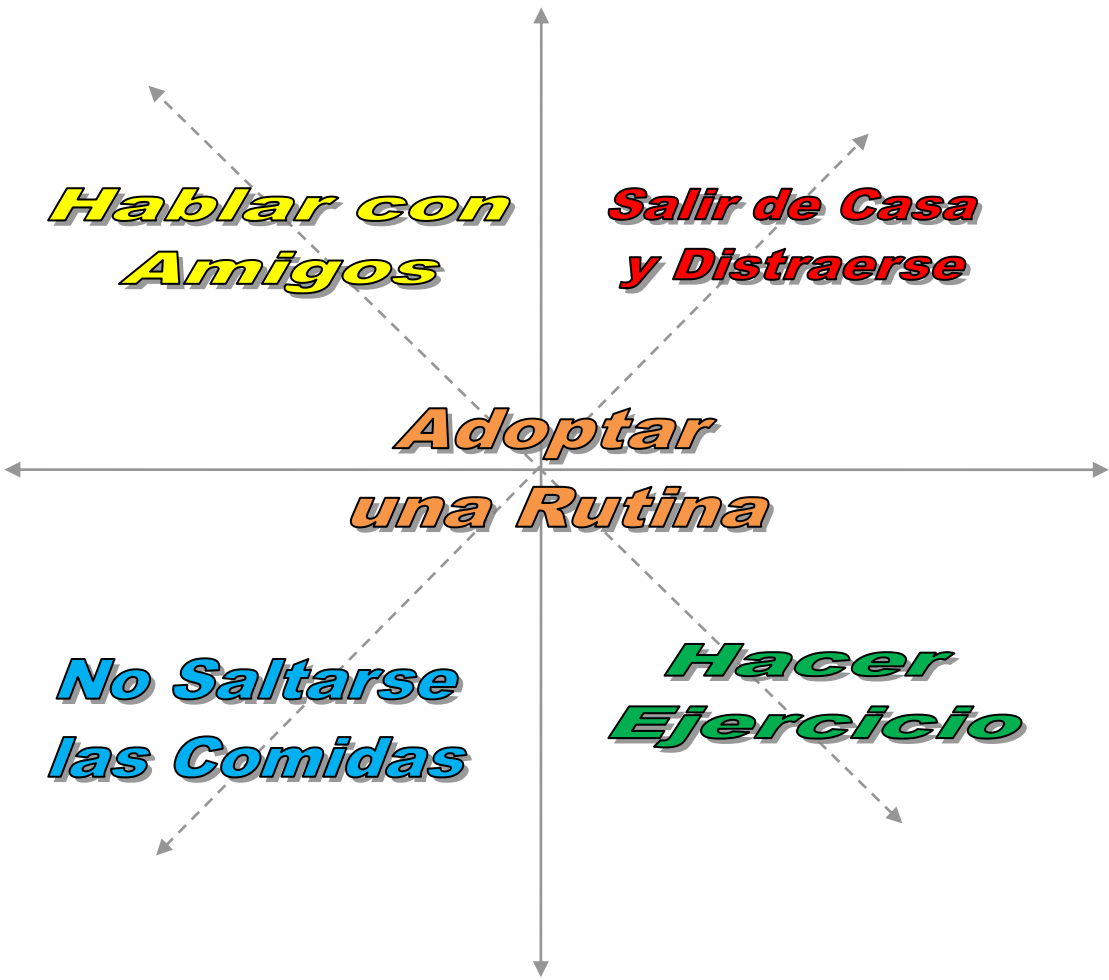 Hablar con
Amigos
Salir de Casa
y Distraerse
Adoptar
una Rutina
No Saltarse
las Comidas
Hacer
Ejercicio